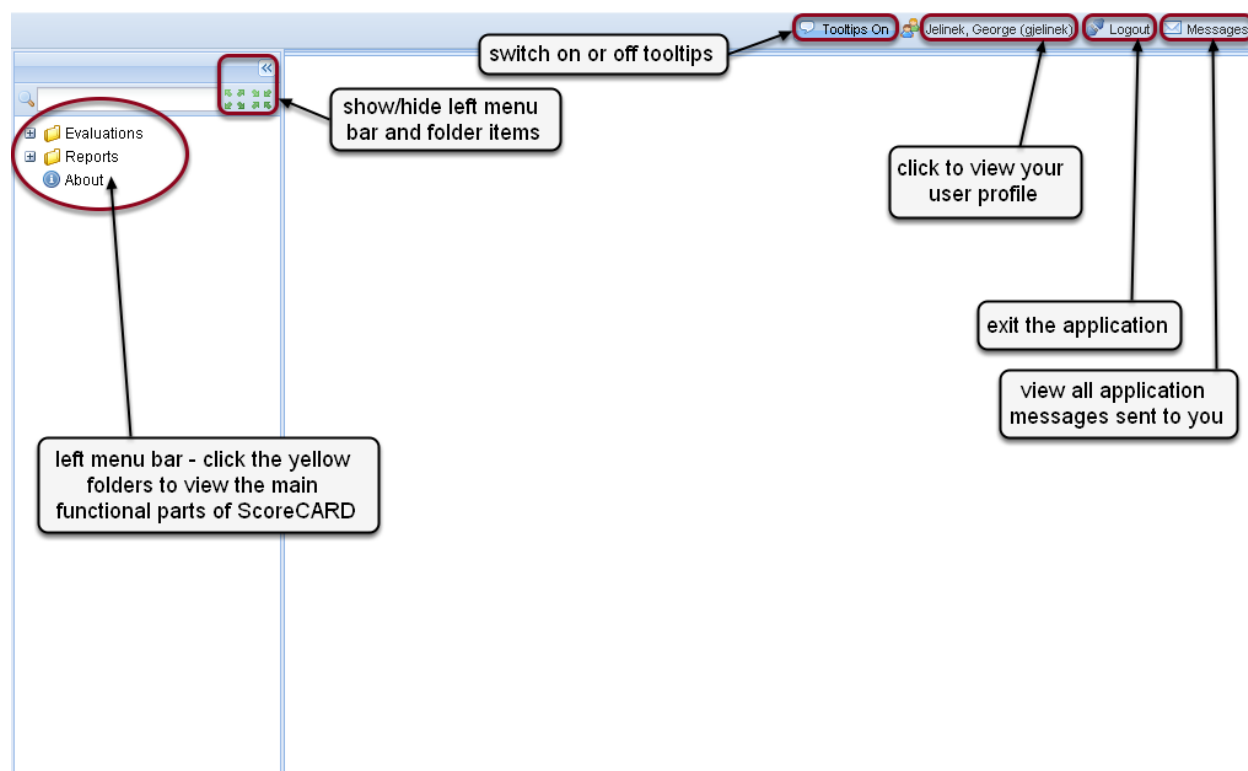 Tooltips On Jelinek, George (gjelinek) Logout Messages
switch on or off tooltips
show/hide left menu
bar and folder items
Evaluations
Reports
About
click to view your
user profile
exit the application
view all application
messages sent to you
left menu bar - click the yellow
folders to view the main
functional parts of ScoreCARD